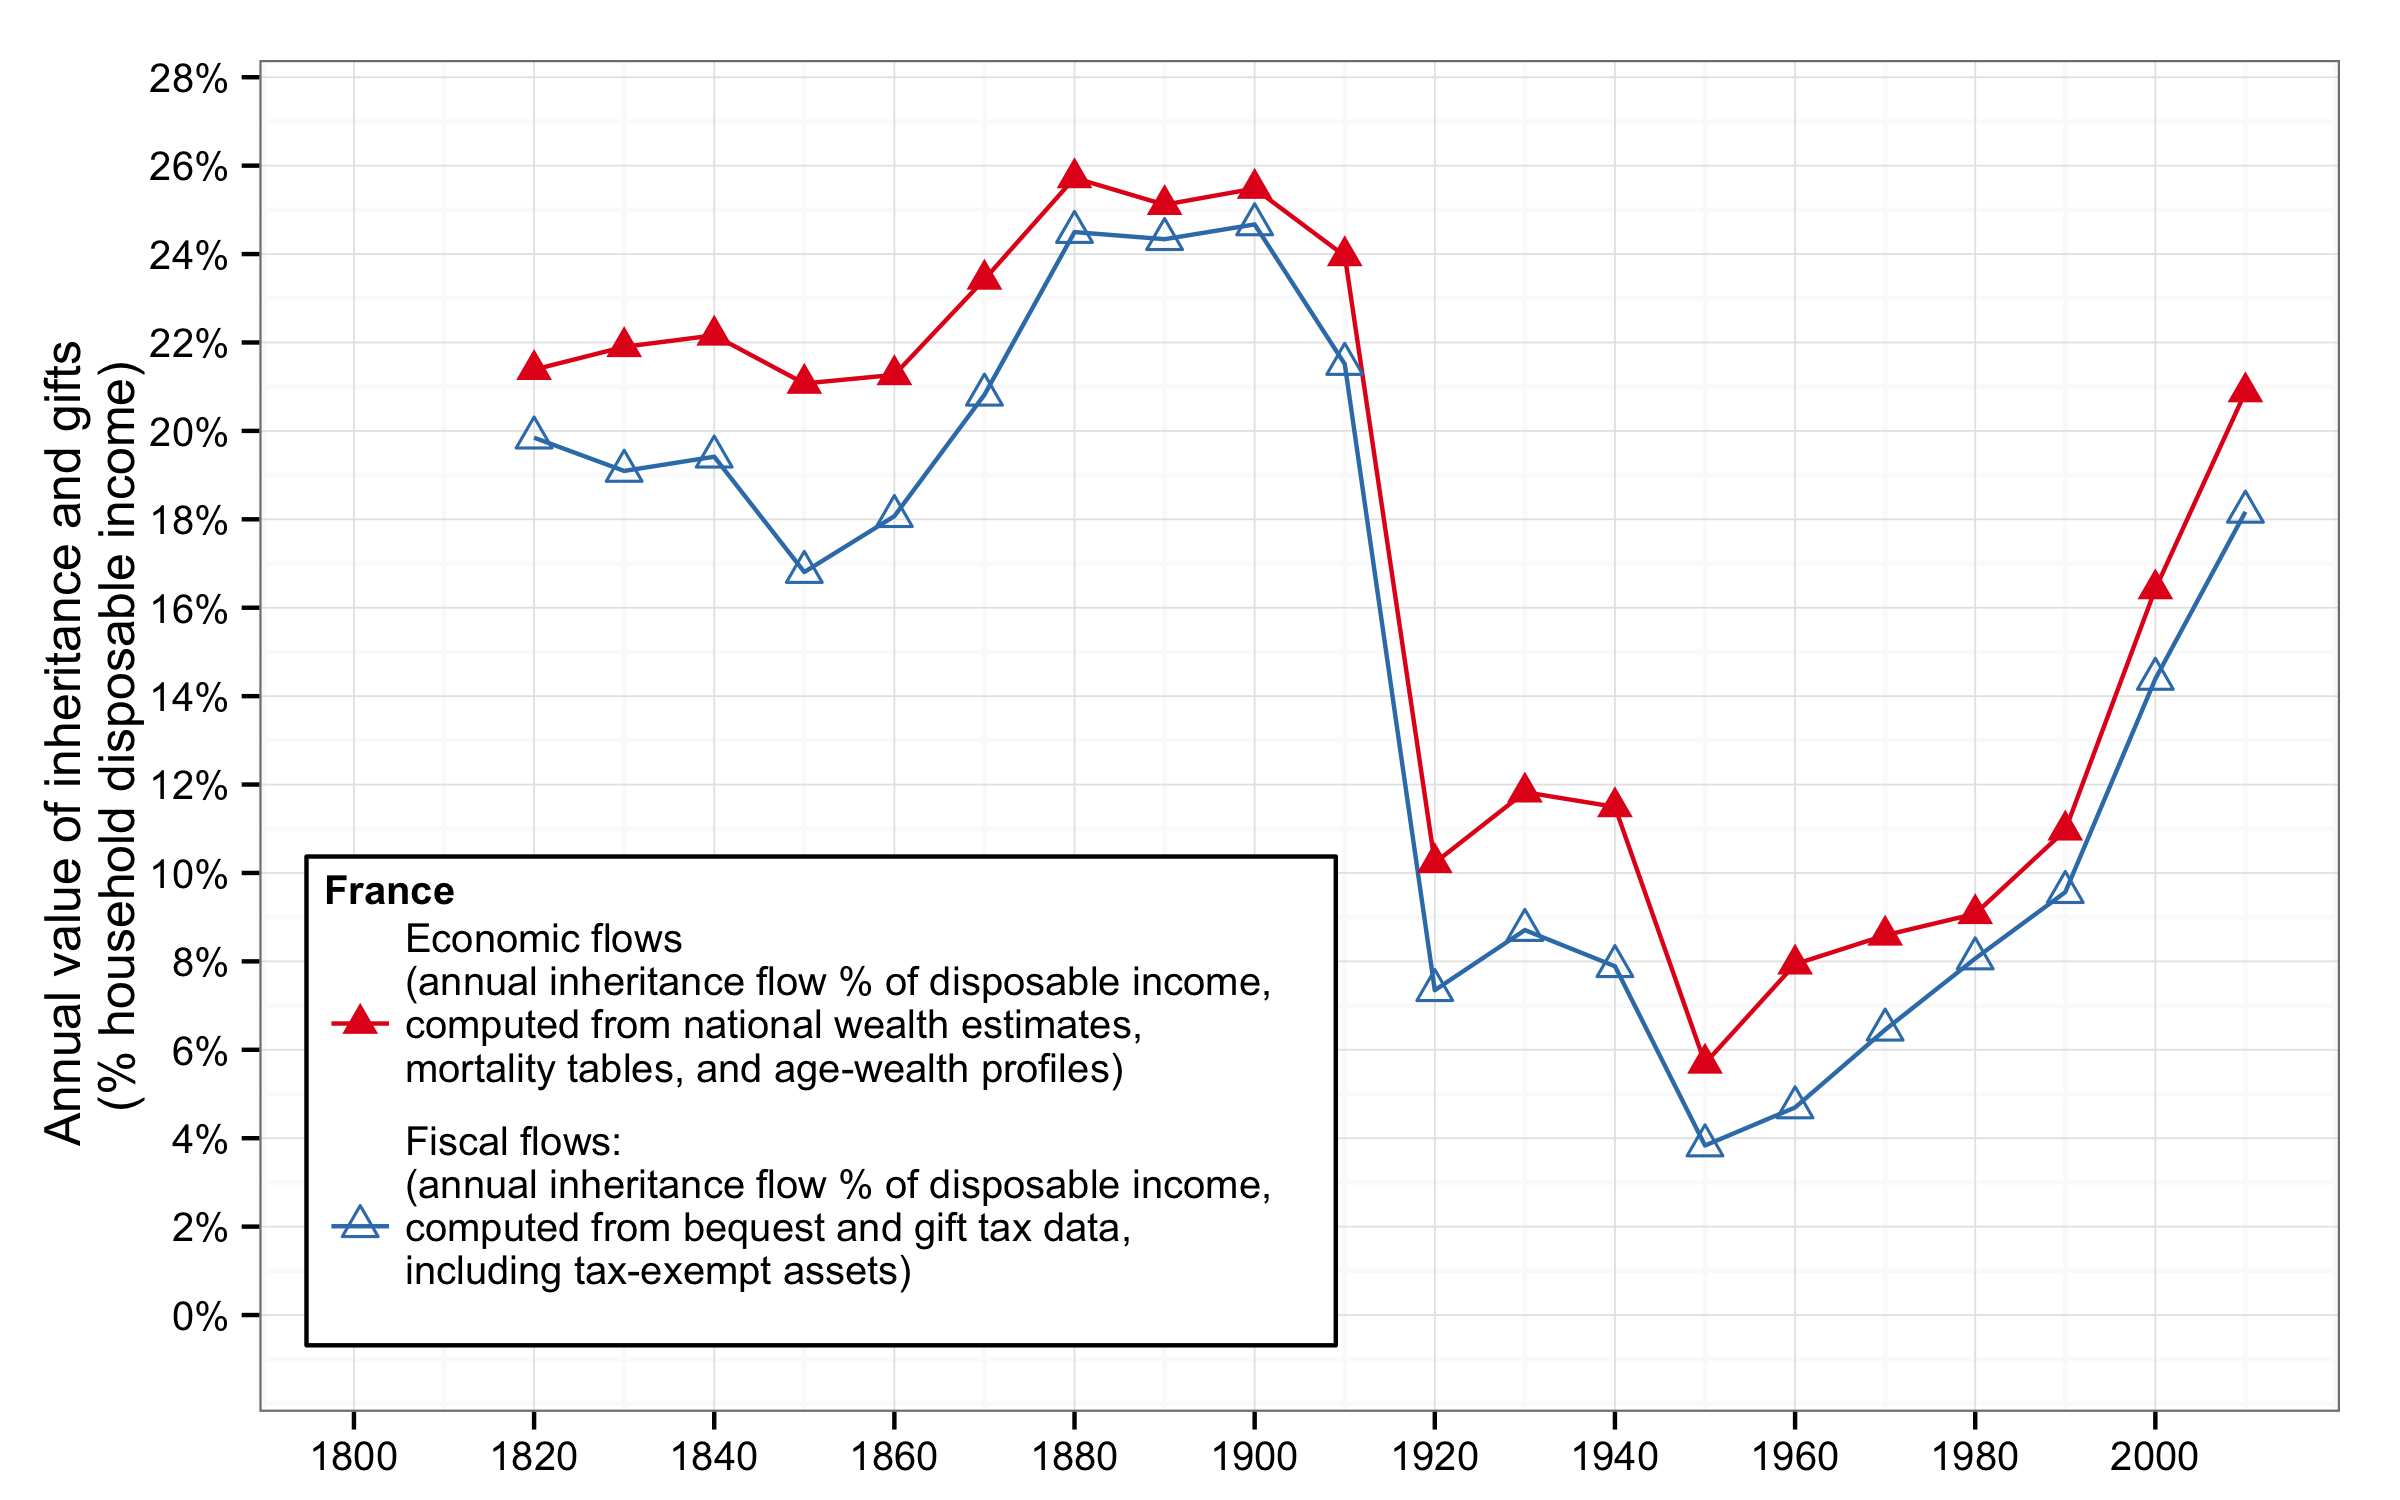 Annual value of inheritance and gifts
(% household disposable income)
28%
26%
24%
22%
20%
18%
16%
14%
12%
10%
8%
6%
4%
2%
0%
France
Economic flows
(annual inheritance flow % of disposable income,
computed from national wealth estimates,
mortality tables, and age-wealth profiles)
Fiscal flows:
(annual inheritance flow % of disposable income,
computed from bequest and gift tax data,
including tax-exempt assets)
1800 1820 1840 1860 1880 1900 1920 1940 1960 1980 2000